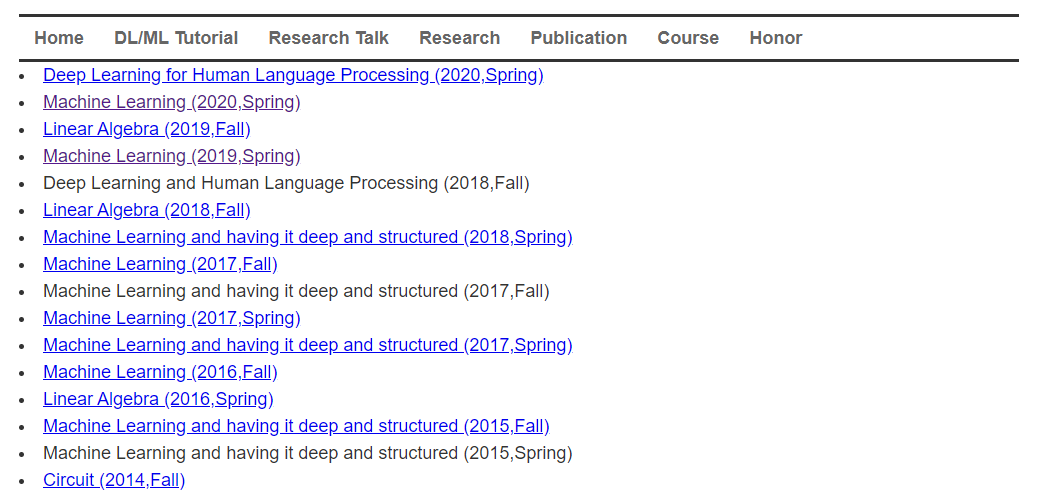 Home DL/ML Tutorial Research Talk Research Publication Course Honor
Deep Learning for Human Language Processing (2020,Spring)
Machine Learning (2020,Spring)
Linear Algebra (2019,Fall)
Machine Learning (2019,Spring)
Deep Learning and Human Language Processing (2018,Fall)
Linear Algebra (2018,Fall)
Machine Learning and having it deep and structured (2018,Spring)
Machine Learning (2017,Fall)
Machine Learning and having it deep and structured (2017,Fall)
Machine Learning (2017,Spring)
Machine Learning and having it deep and structured (2017,Spring)
Machine Learning (2016,Fall)
Linear Algebra (2016,Spring)
Machine Learning and having it deep and structured (2015,Fall)
Machine Learning and having it deep and structured (2015,Spring)
Circuit (2014,Fall)